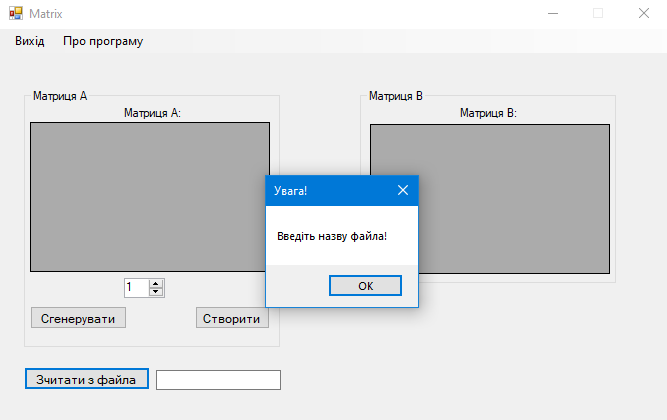 Matrix
Вихід Про програму
Матриця A
Матриця B
Матриця A:
Матриця B:
Увага!
Введіть назву файла!
OK
1
Сгенерувати
Створити
Зчитати з файла